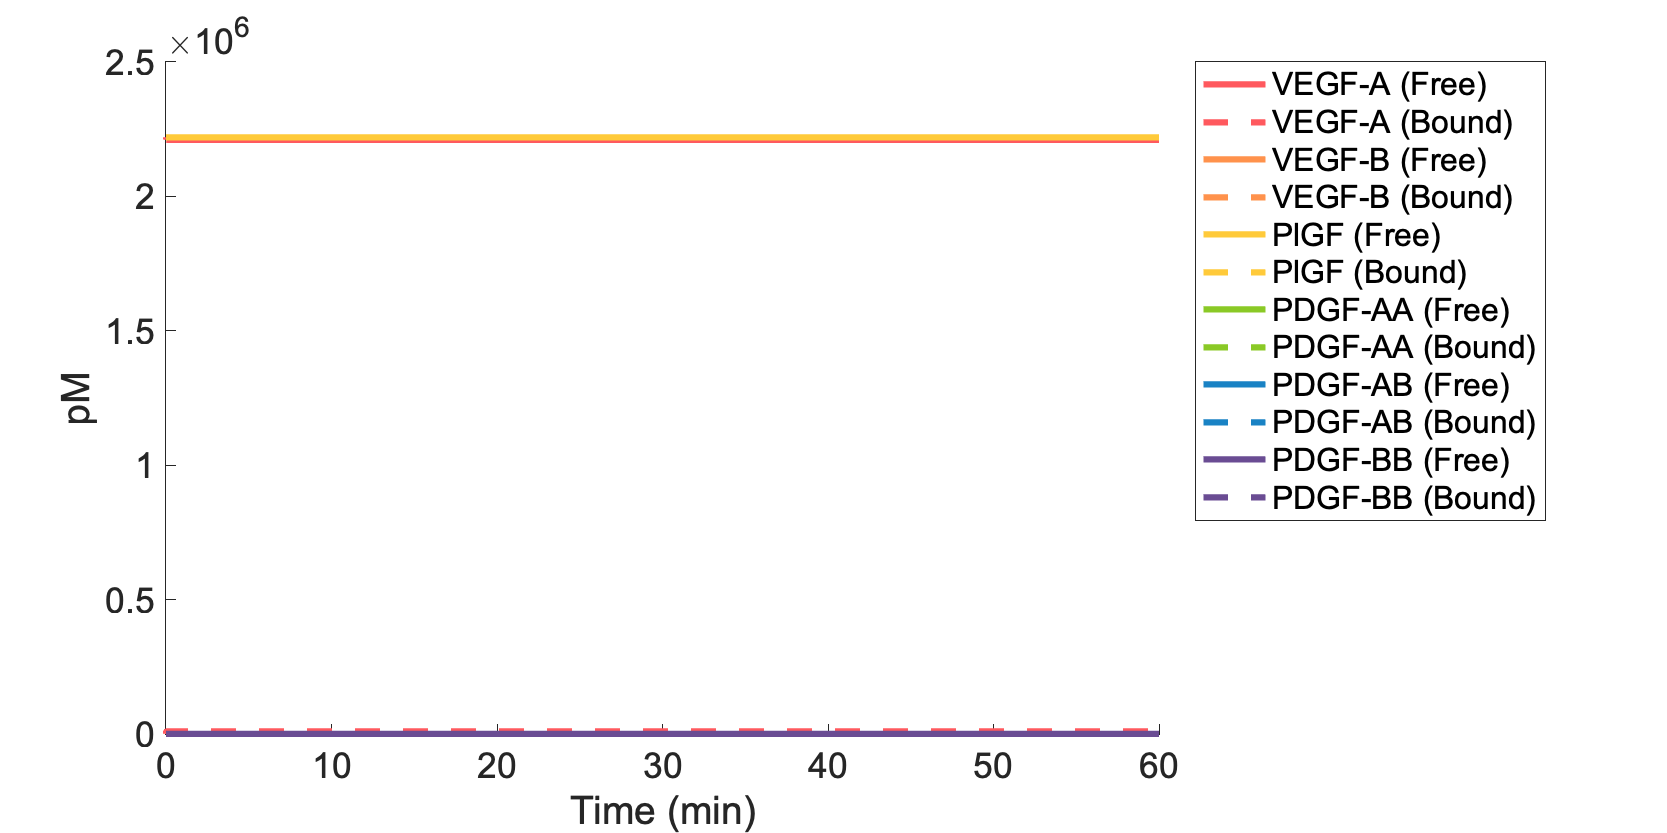 ×10^6
2.5
2
1.5
1
0.5
0
pM
0 10 20 30 40 50 60
Time (min)
VEGF-A (Free)
VEGF-A (Bound)
VEGF-B (Free)
VEGF-B (Bound)
PlGF (Free)
PlGF (Bound)
PDGF-AA (Free)
PDGF-AA (Bound)
PDGF-AB (Free)
PDGF-AB (Bound)
PDGF-BB (Free)
PDGF-BB (Bound)